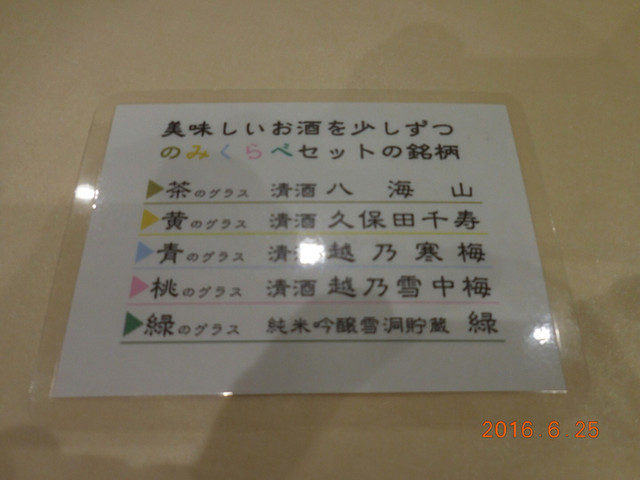 美味しいお酒を少しずつ
のみくらべセットの銘柄
茶のグラス 清酒 八海山
黄のグラス 清酒 久保田千寿
青のグラス 清酒 越乃寒梅
桃のグラス 清酒 越乃雪中梅
緑のグラス 純米吟醸雪洞貯蔵 緑
2016.6.25